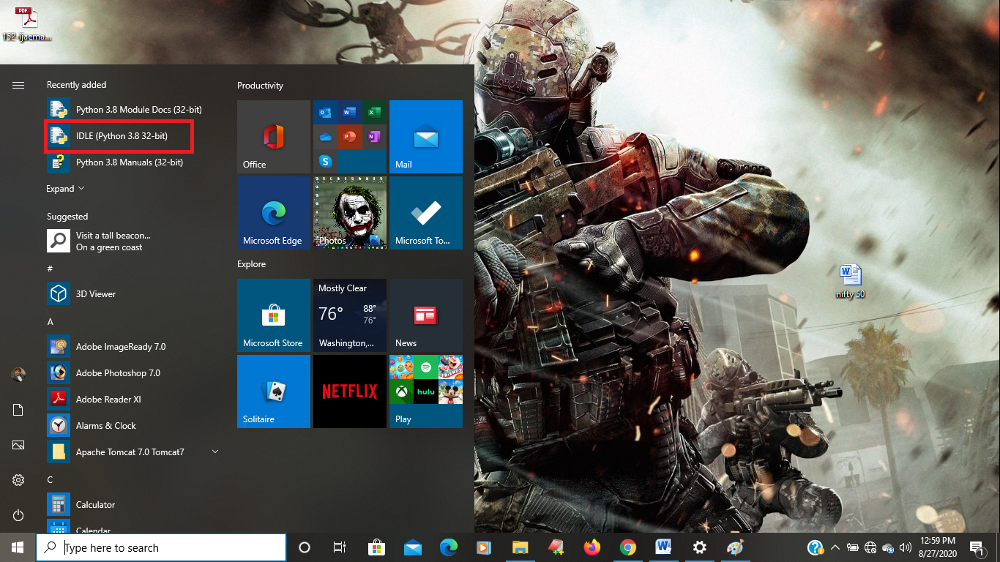 PDF
152-ijaema...
Recently added
Python 3.8 Module Docs (32-bit)
IDLE (Python 3.8 32-bit)
Python 3.8 Manuals (32-bit)
Expand
Suggested
Visit a tall beacon...
On a green coast
#
3D Viewer
A
Adobe ImageReady 7.0
Adobe Photoshop 7.0
Adobe Reader XI
Alarms & Clock
Apache Tomcat 7.0 Tomcat7
C
Calculator
Calendar
Productivity
Office
Mail
Microsoft Edge
Photos
Microsoft To...
Explore
Microsoft Store
Mostly Clear
76°
88°
76°
Washington,...
News
Solitaire
NETFLIX
hulu
Play
nifty 50
Type here to search
12:59 PM
8/27/2020
1